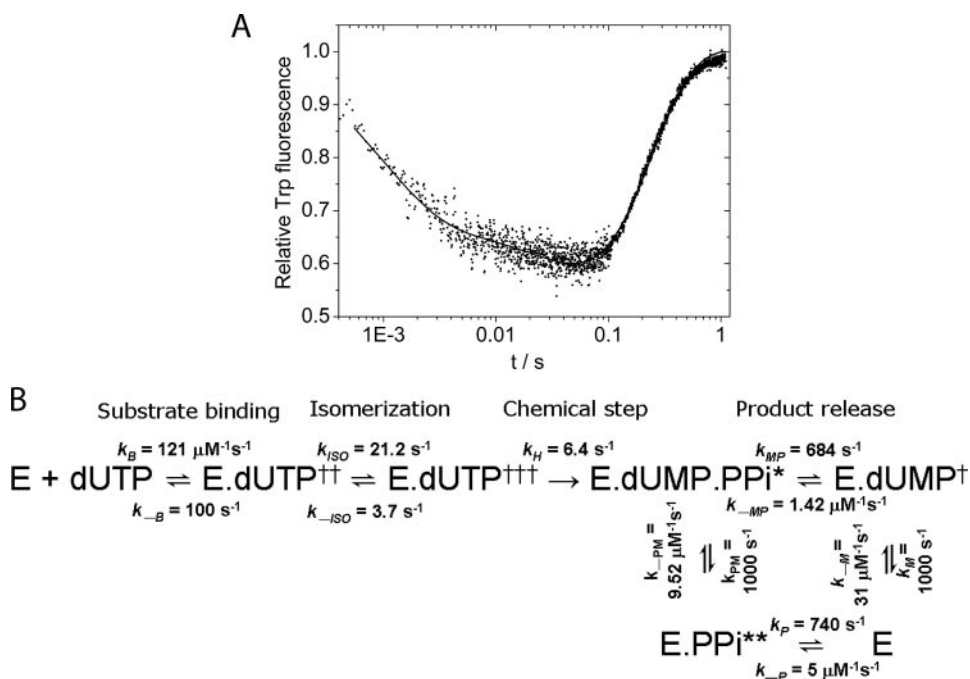 A
Relative Trp fluorescence
1.0
0.9
0.8
0.7
0.6
0.5
1E-3
0.01
0.1
1
t / s
B
Substrate binding Isomerization Chemical step Product release
k_B = 121 μM⁻¹s⁻¹ k_ISO = 21.2 s⁻¹ k_H = 6.4 s⁻¹ k_MP = 684 s⁻¹
E + dUTP ⇌ E.dUTP†† ⇌ E.dUTP††† → E.dUMP.PPi* ⇌ E.dUMP†
k_—B = 100 s⁻¹ k_—ISO = 3.7 s⁻¹ k_—MP = 1.42 μM⁻¹s⁻¹
k_—PM = 9.52 μM⁻¹s⁻¹ ⇌ k_PM = 1000 s⁻¹ k_—M = 31 μM⁻¹s⁻¹ ⇌ k_M = 1000 s⁻¹
k_P = 740 s⁻¹
E.PPi** ⇌ E
k_—P = 5 μM⁻¹s⁻¹